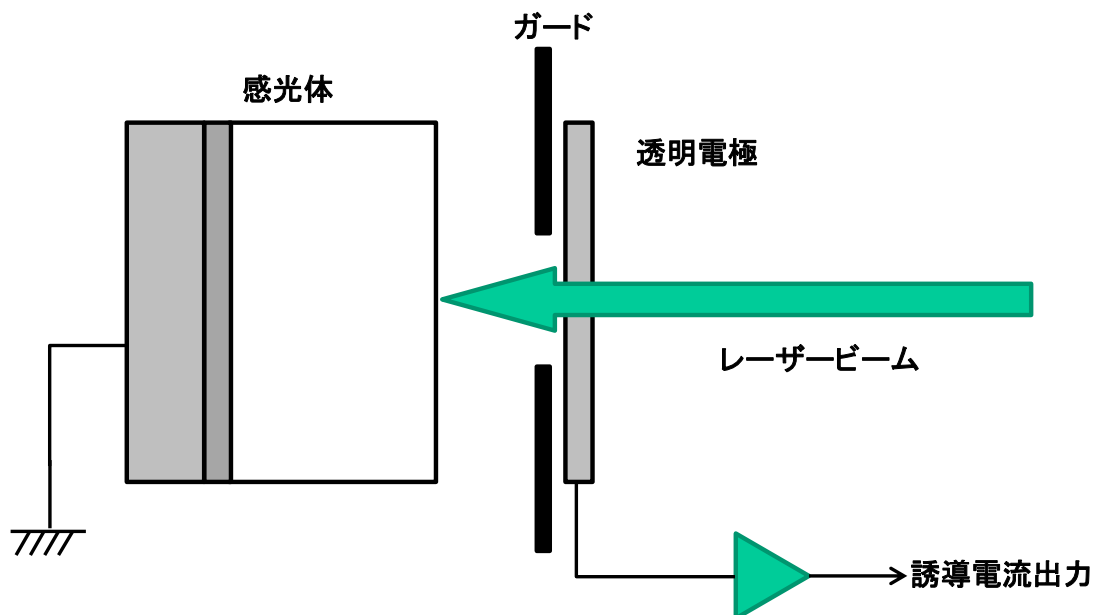 ガード
感光体
透明電極
レーザービーム
誘導電流出力